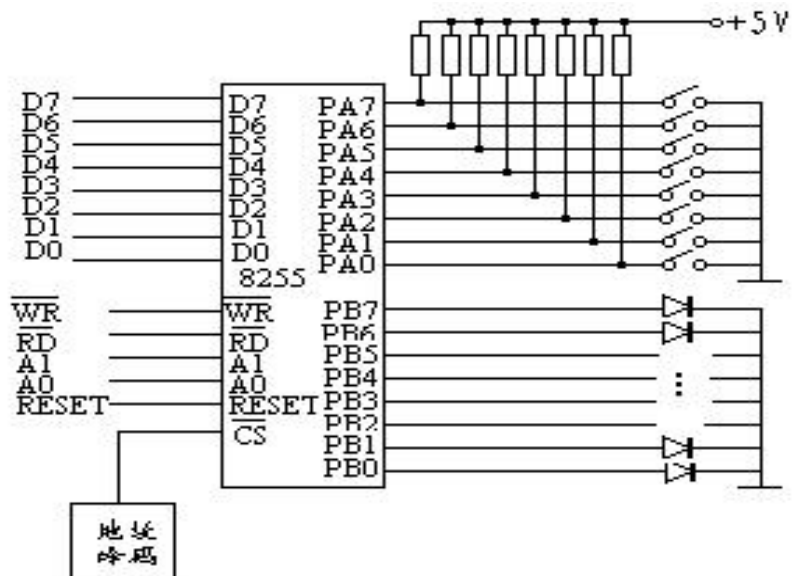 +5V
D7
D6
D5
D4
D3
D2
D1
D0
D7
D6
D5
D4
D3
D2
D1
D0
8255
PA7
PA6
PA5
PA4
PA3
PA2
PA1
PA0
WR
RD
A1
A0
RESET
WR
RD
A1
A0
RESET
CS
PB7
PB6
PB5
PB4
PB3
PB2
PB1
PB0
地址
译码